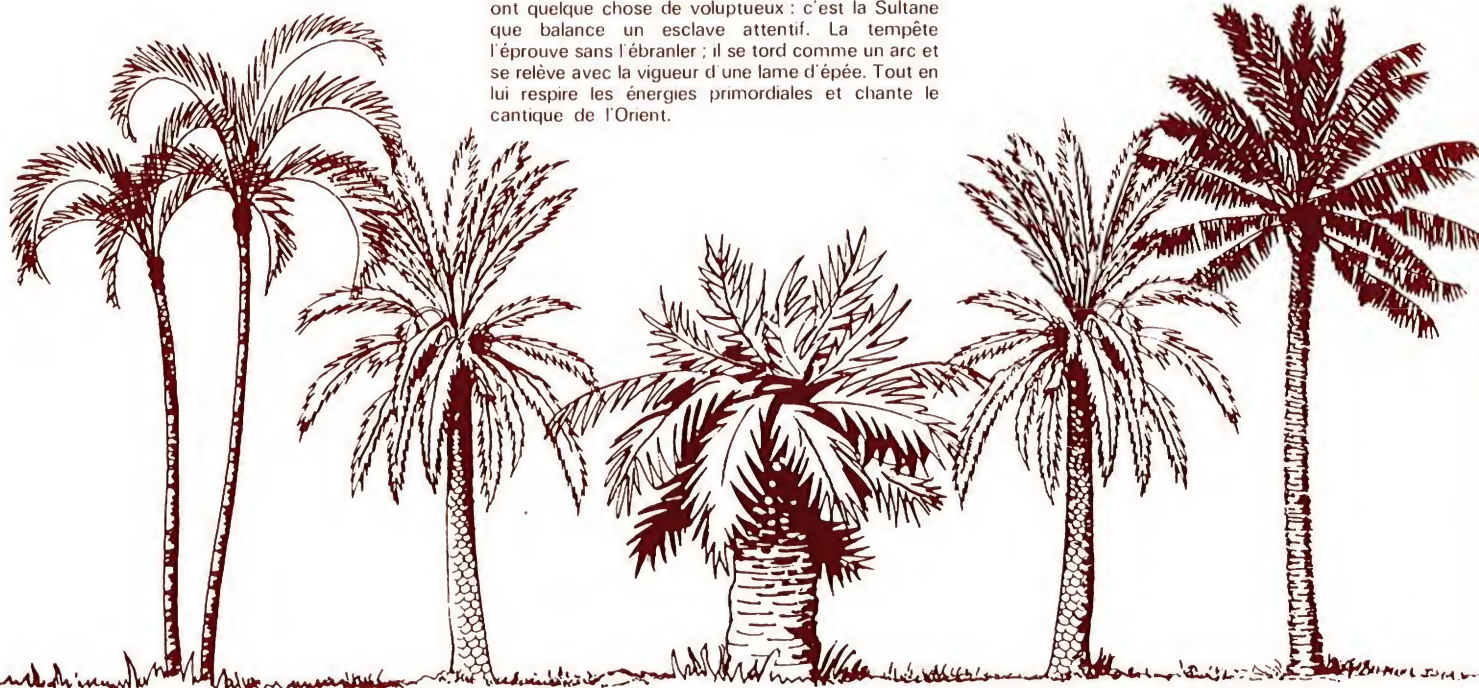 ont quelque chose de voluptueux : c'est la Sultane
que balance un esclave attentif. La tempête
l'éprouve sans l'ébranler ; il se tord comme un arc et
se relève avec la vigueur d'une lame d'épée. Tout en
lui respire les énergies primordiales et chante le
cantique de l'Orient.